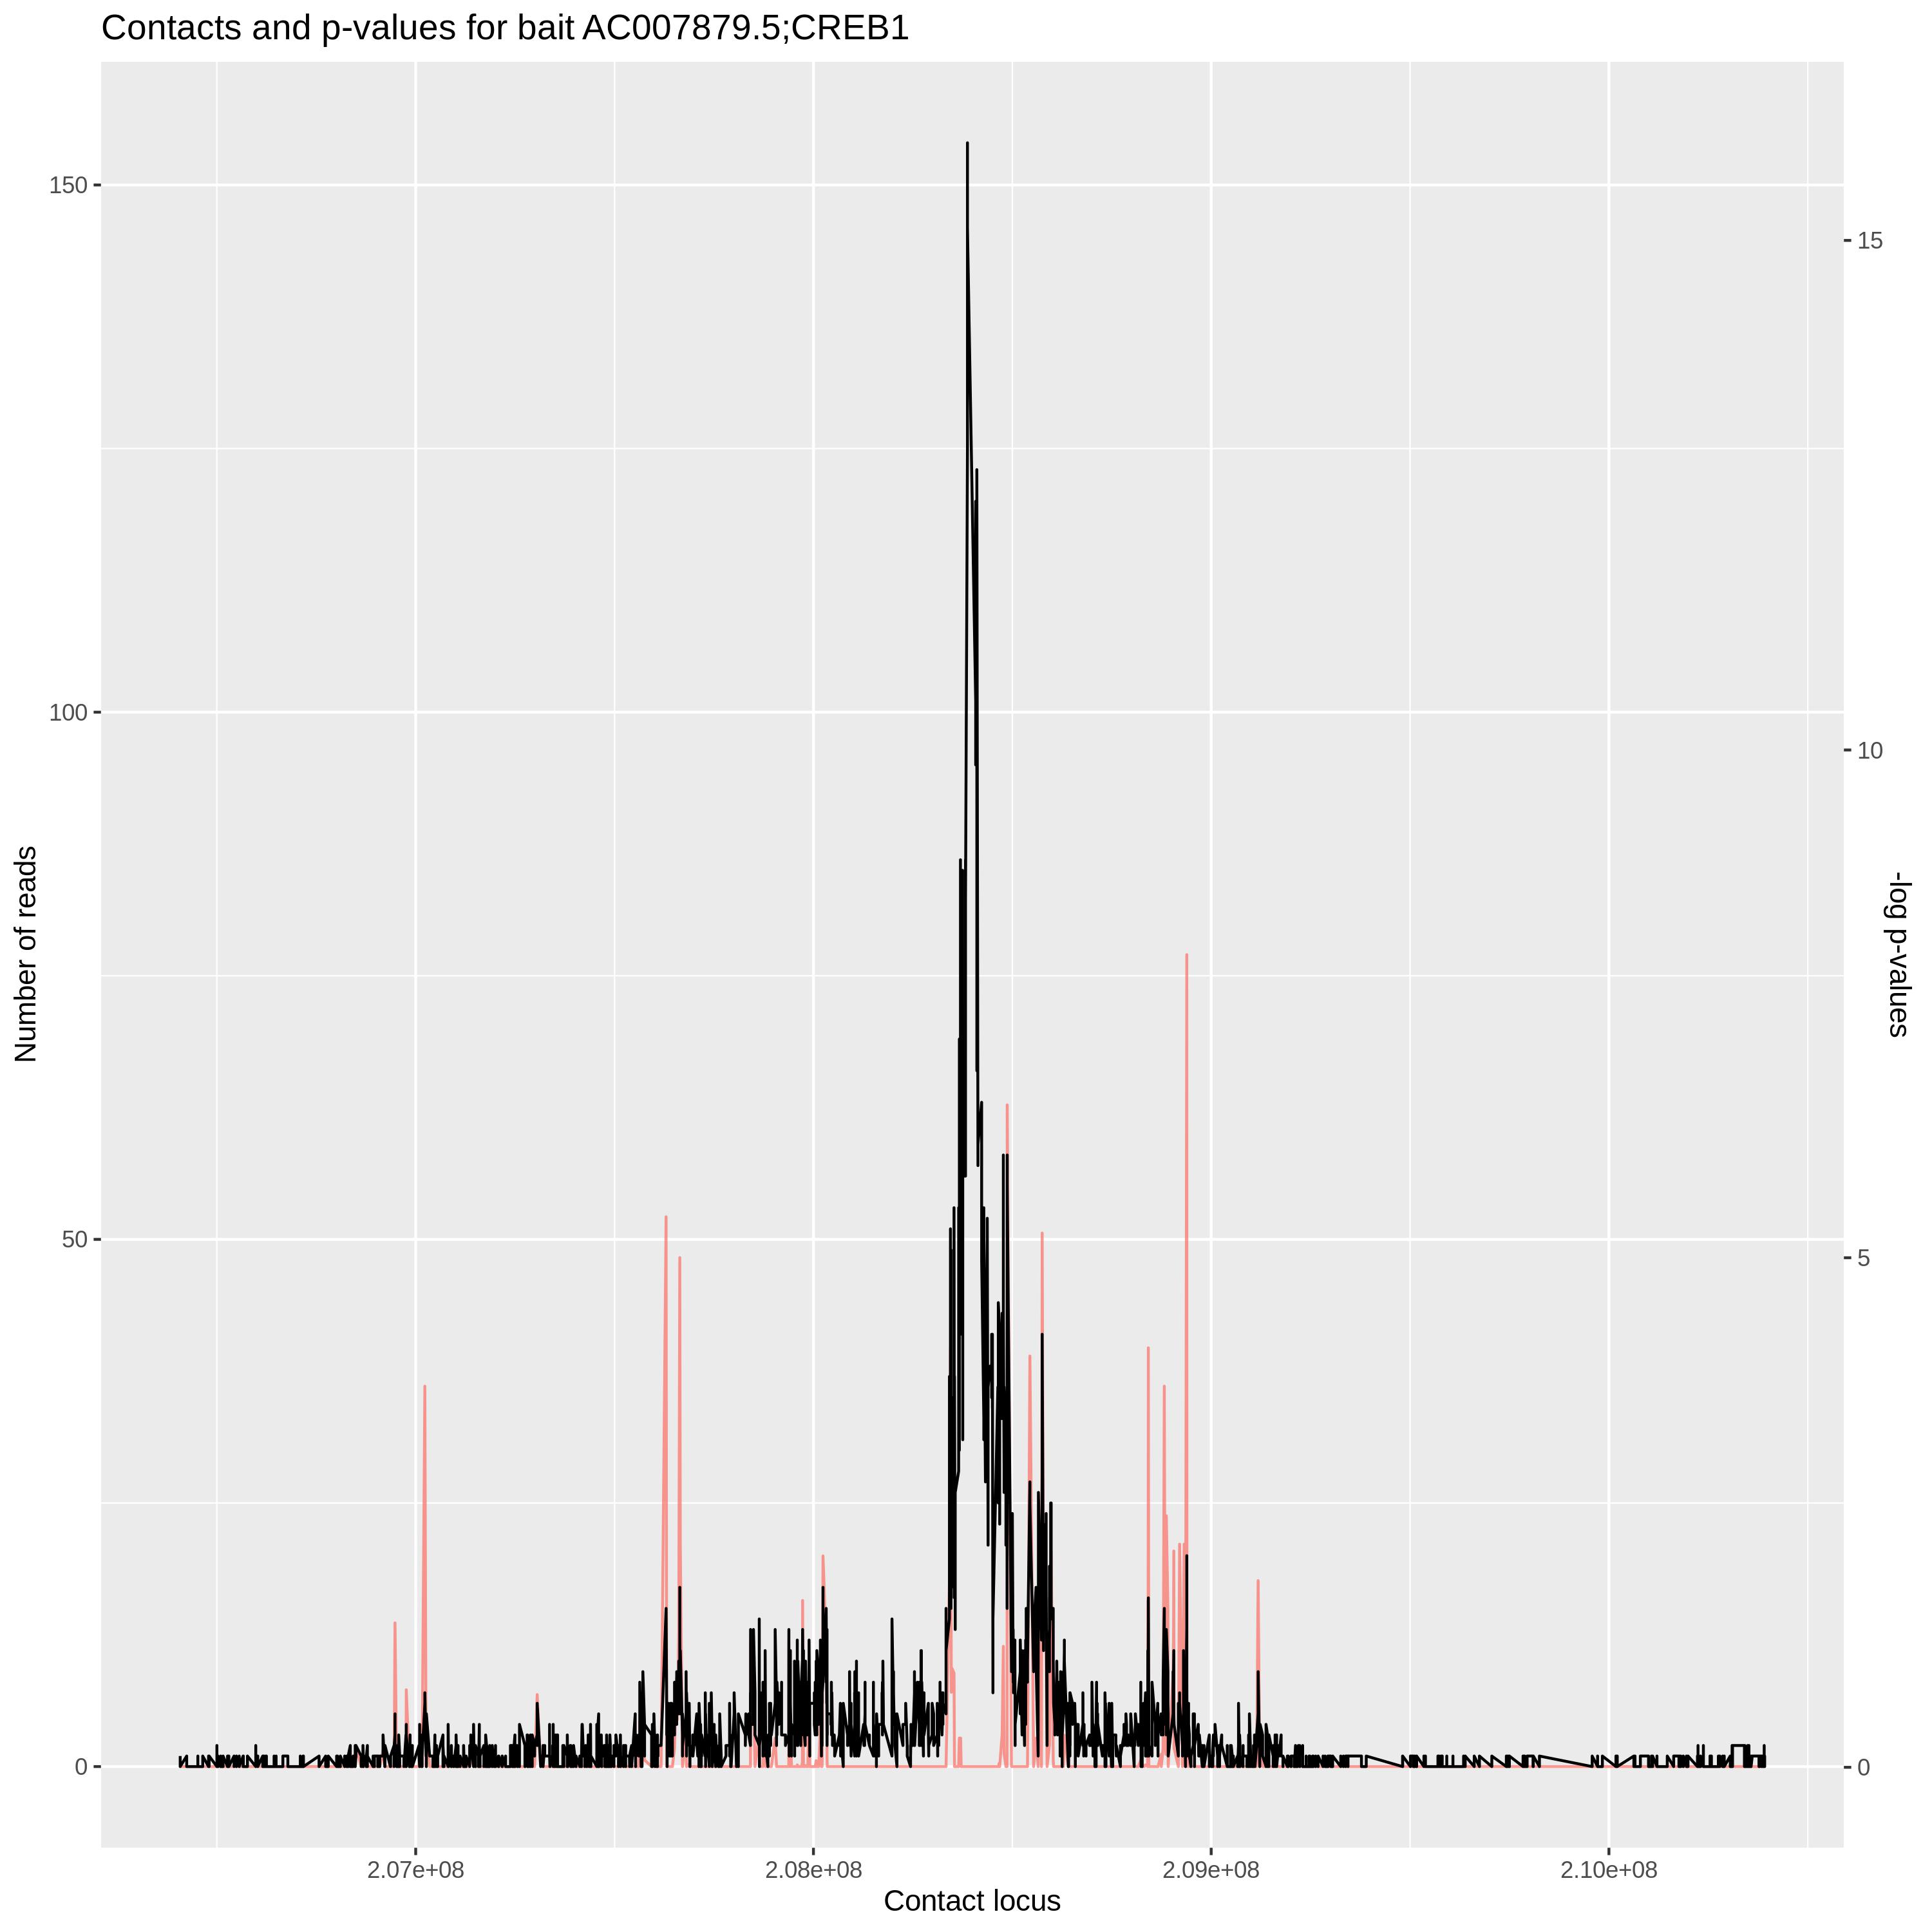 Contacts and p-values for bait AC007879.5;CREB1
150
100
50
0
Number of reads
15
10
5
0
-log p-values
2.07e+08
2.08e+08
2.09e+08
2.10e+08
Contact locus